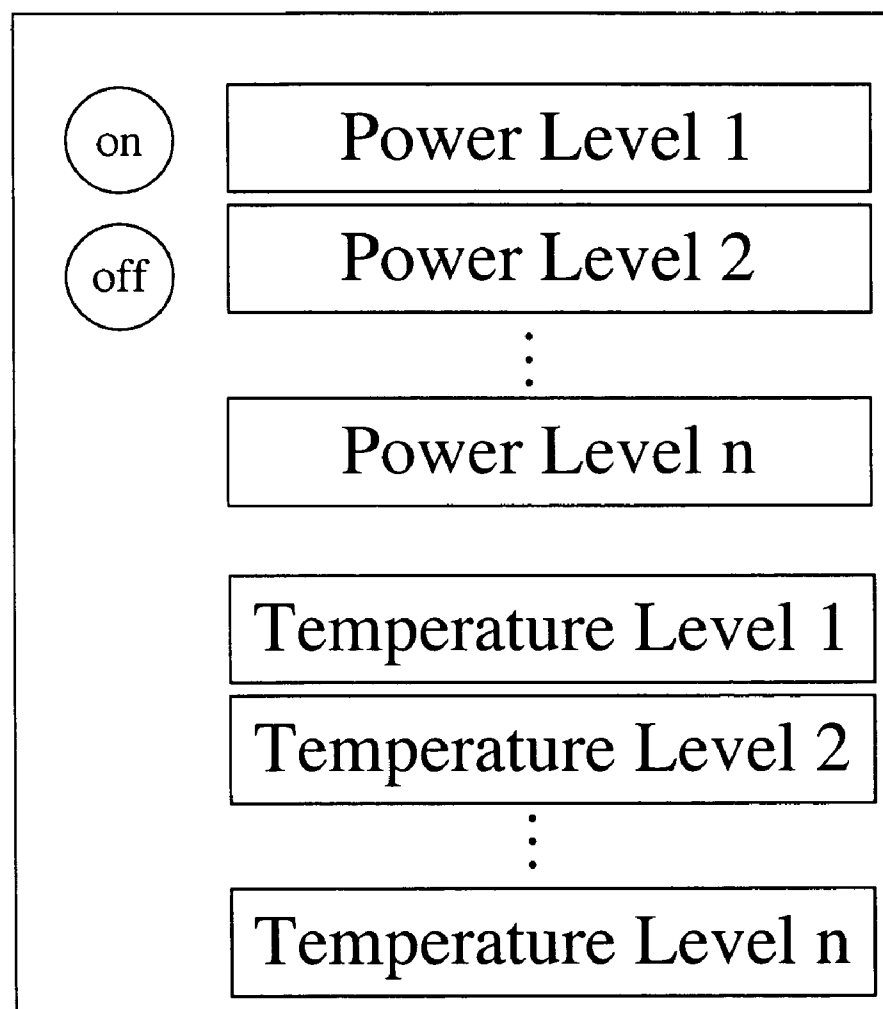 on
Power Level 1
off
Power Level 2
⋮
Power Level n
Temperature Level 1
Temperature Level 2
⋮
Temperature Level n